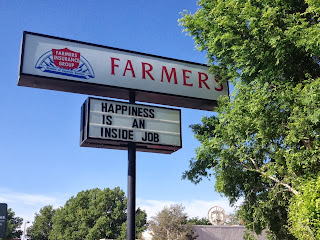 FARMERS
INSURANCE
GROUP
FARMERS
HAPPINESS
IS AN
INSIDE JOB